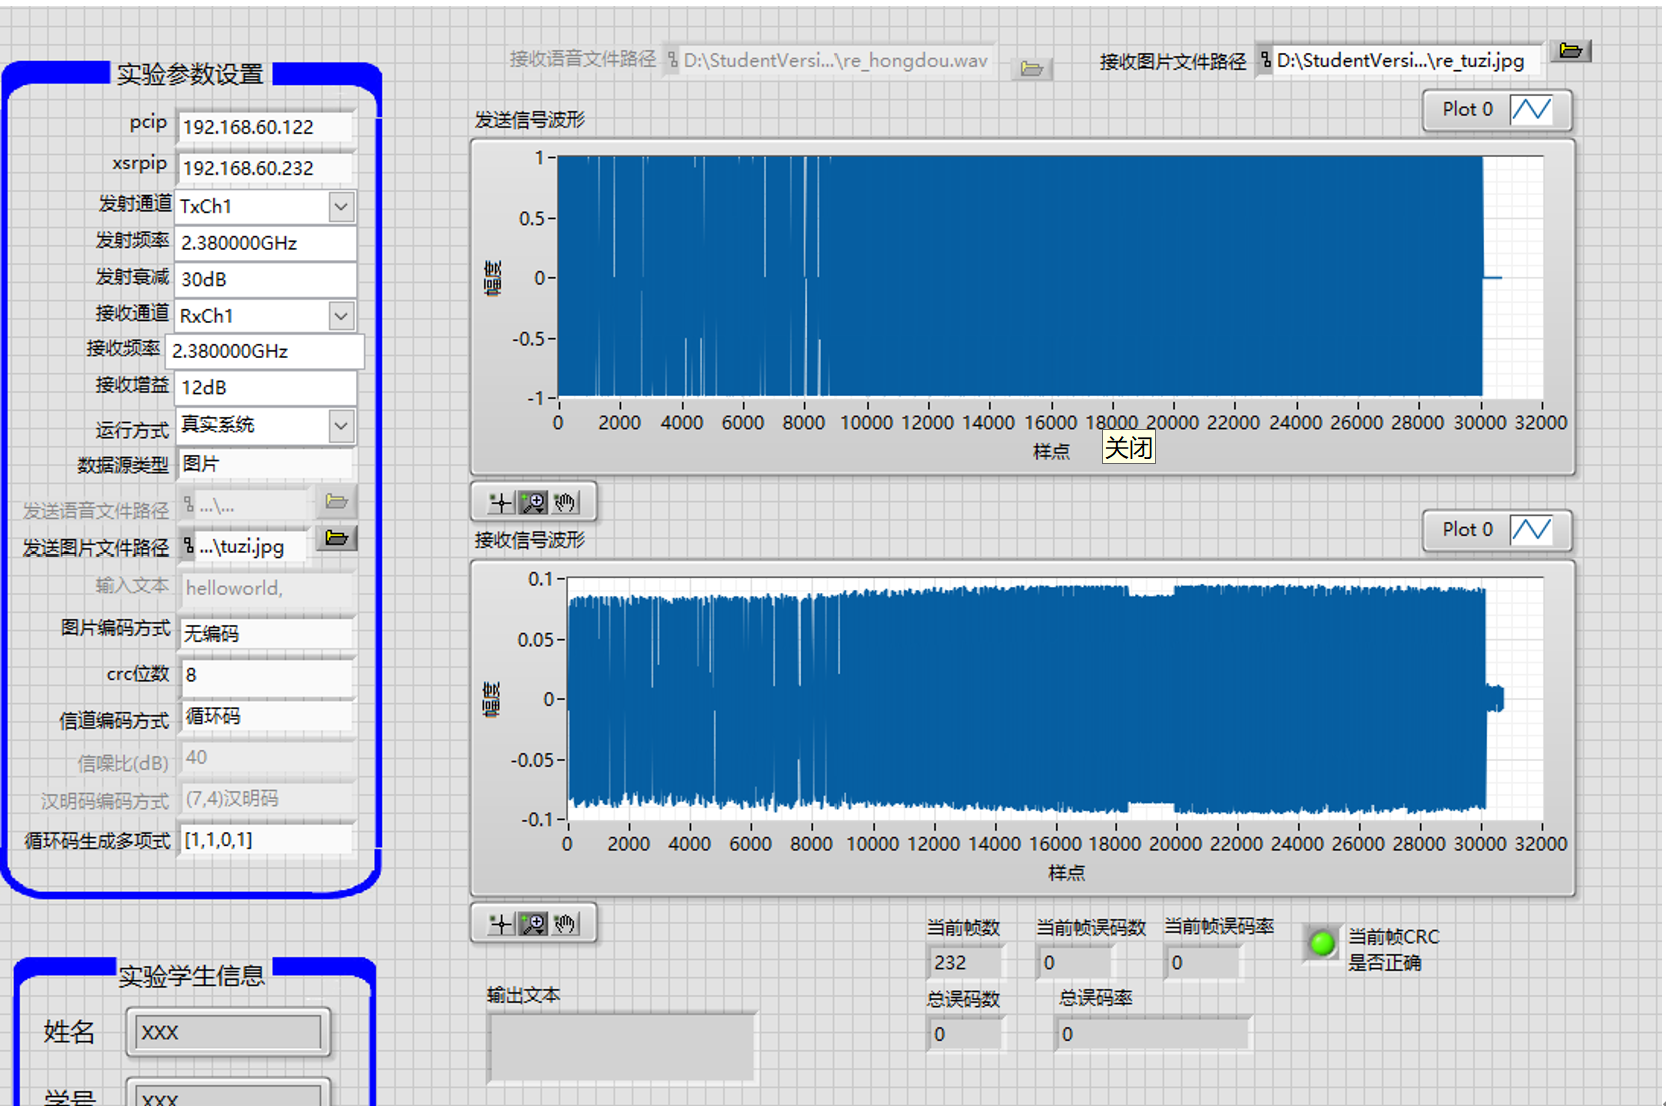 接收语音文件路径 D:\StudentVersi...\re_hongdou.wav 接收图片文件路径 D:\StudentVersi...\re_tuzi.jpg
实验参数设置
pcip 192.168.60.122
xsrpip 192.168.60.232
发射通道 TxCh1
发射频率 2.380000GHz
发射衰减 30dB
接收通道 RxCh1
接收频率 2.380000GHz
接收增益 12dB
运行方式 真实系统
数据源类型 图片
发送语音文件路径 ...\...
发送图片文件路径 ...\tuzi.jpg
输入文本 helloworld,
图片编码方式 无编码
crc位数 8
信道编码方式 循环码
信噪比(dB) 40
汉明码编码方式 (7,4)汉明码
循环码生成多项式 [1,1,0,1]
实验学生信息
姓名 XXX
学号 XXX
发送信号波形 Plot 0
幅度
1
0.5
0
-0.5
-1
0 2000 4000 6000 8000 10000 12000 14000 16000 18000 20000 22000 24000 26000 28000 30000 32000
样点
关闭
接收信号波形 Plot 0
幅度
0.1
0.05
0
-0.05
-0.1
0 2000 4000 6000 8000 10000 12000 14000 16000 18000 20000 22000 24000 26000 28000 30000 32000
样点
当前帧数 当前帧误码数 当前帧误码率 当前帧CRC
232 0 0 是否正确
输出文本 总误码数 总误码率
0 0